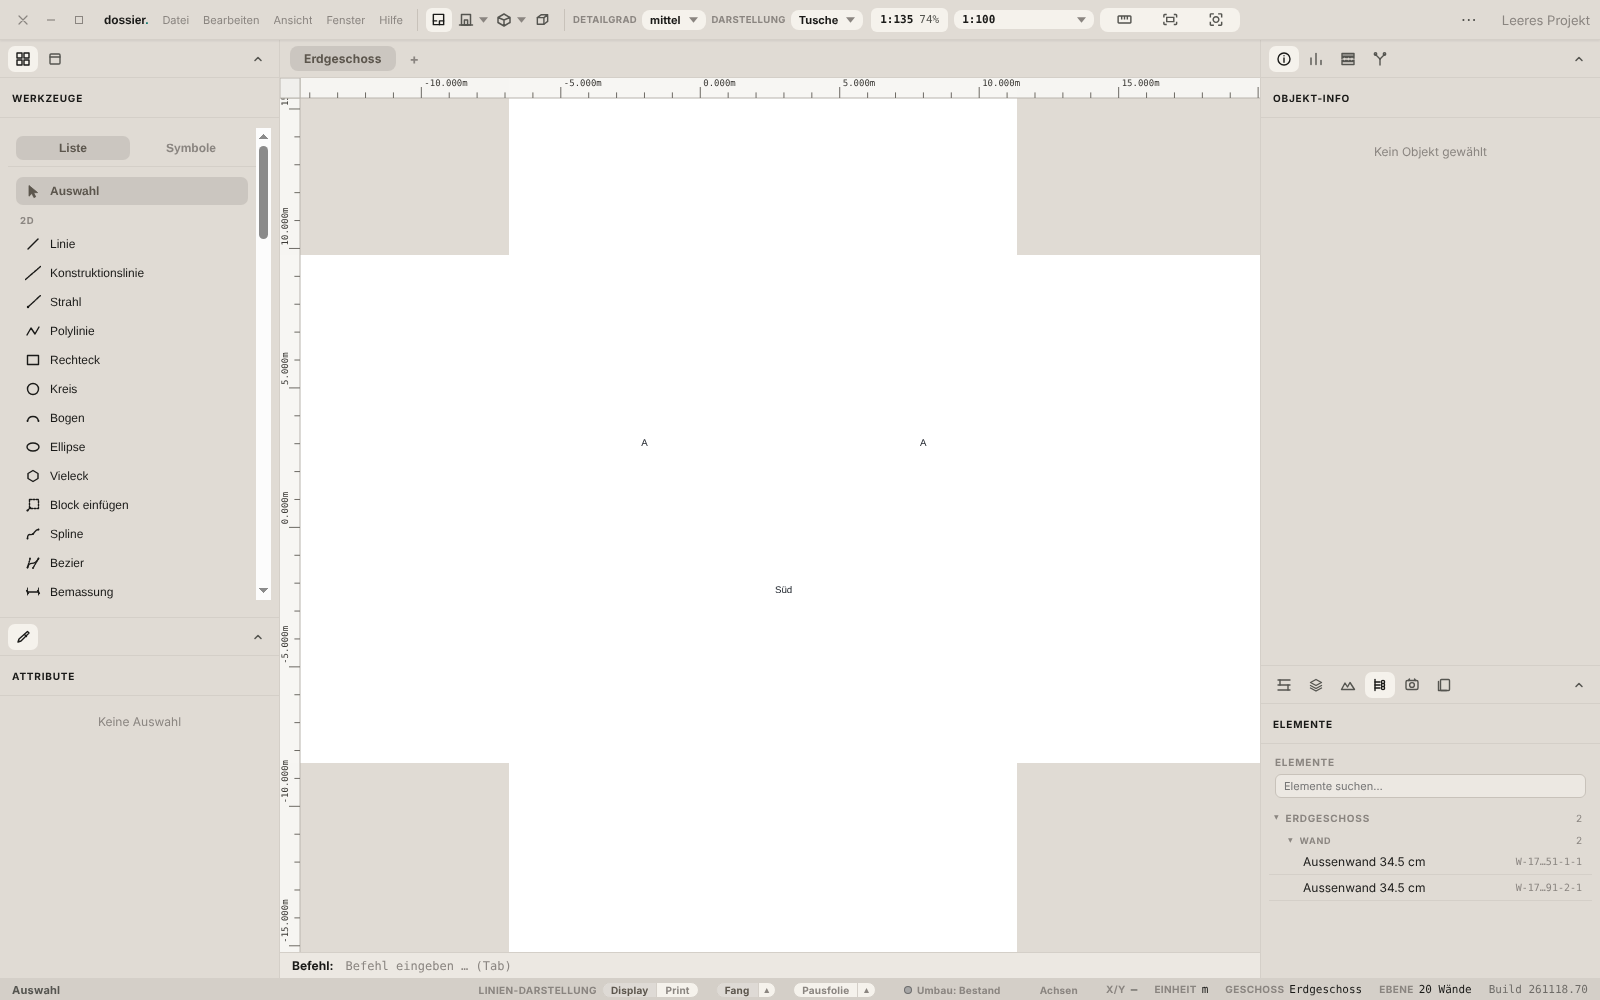 dossier. Datei Bearbeiten Ansicht Fenster Hilfe DETAILGRAD mittel DARSTELLUNG Tusche 1:135 74% 1:100 ··· Leeres Projekt
Erdgeschoss +
WERKZEUGE
Liste Symbole
Auswahl
2D
Linie
Konstruktionslinie
Strahl
Polylinie
Rechteck
Kreis
Bogen
Ellipse
Vieleck
Block einfügen
Spline
Bezier
Bemassung
ATTRIBUTE
Keine Auswahl
-10.000m -5.000m 0.000m 5.000m 10.000m 15.000m
10.000m
5.000m
0.000m
-5.000m
-10.000m
-15.000m
A A
Süd
Befehl: Befehl eingeben … (Tab)
OBJEKT-INFO
Kein Objekt gewählt
ELEMENTE
ELEMENTE
Elemente suchen…
ERDGESCHOSS 2
WAND 2
Aussenwand 34.5 cm W-17…51-1-1
Aussenwand 34.5 cm W-17…91-2-1
Auswahl LINIEN-DARSTELLUNG Display Print Fang Pausfolie Umbau: Bestand Achsen X/Y — EINHEIT m GESCHOSS Erdgeschoss EBENE 20 Wände Build 261118.70